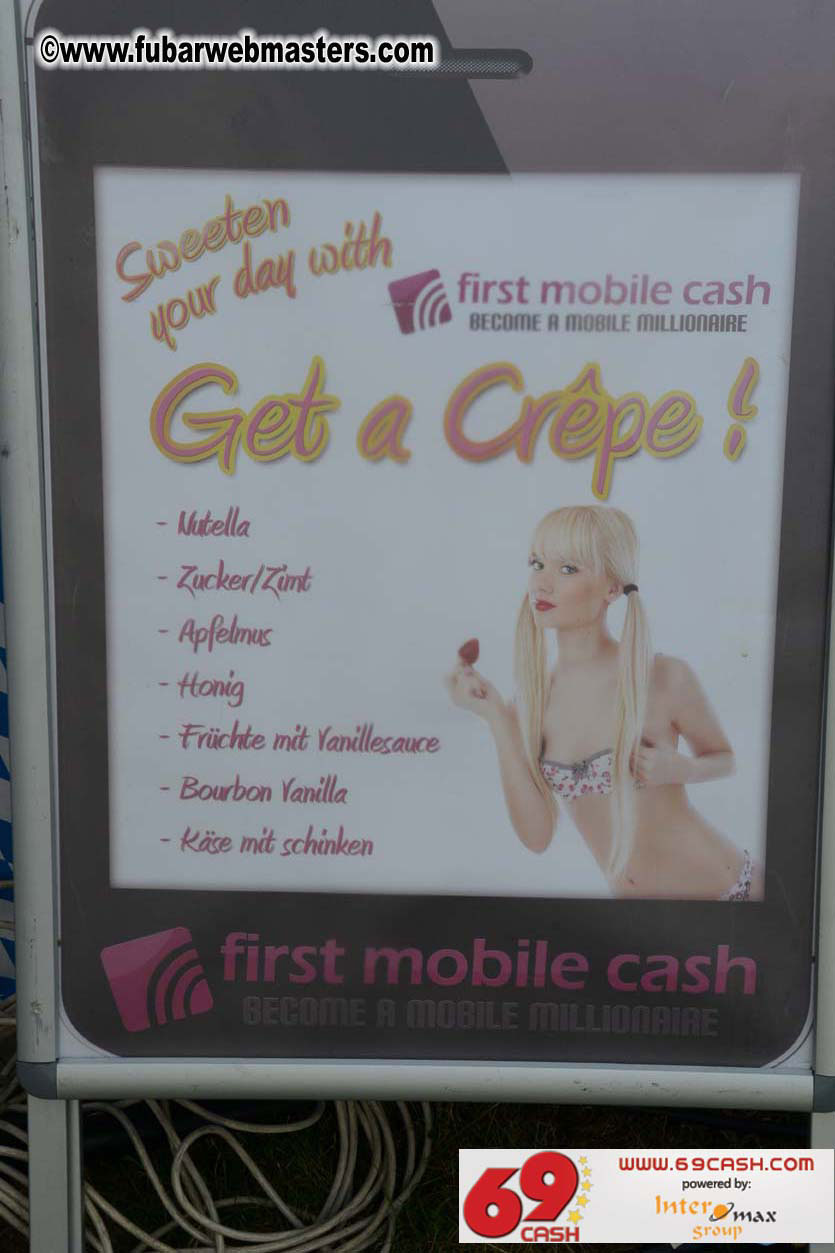 ©www.fubarwebmasters.com
Sweeten
your day with
first mobile cash
BECOME A MOBILE MILLIONAIRE
Get a Crêpe !
- Nutella
- Zucker/Zimt
- Apfelmus
- Honig
- Früchte mit Vanillesauce
- Bourbon Vanilla
- Käse mit schinken
first mobile cash
BECOME A MOBILE MILLIONAIRE
69
CASH
WWW.69CASH.COM
powered by:
Inter max
group